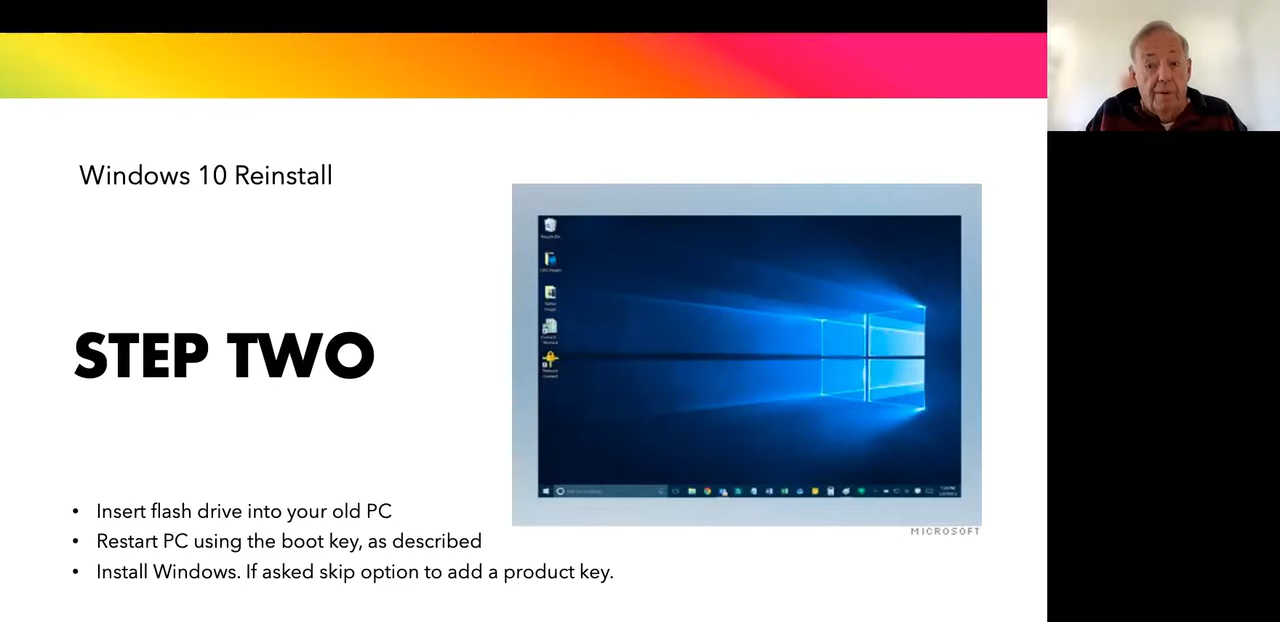 Windows 10 Reinstall
STEP TWO
• Insert flash drive into your old PC
• Restart PC using the boot key, as described
• Install Windows. If asked skip option to add a product key.
MICROSOFT